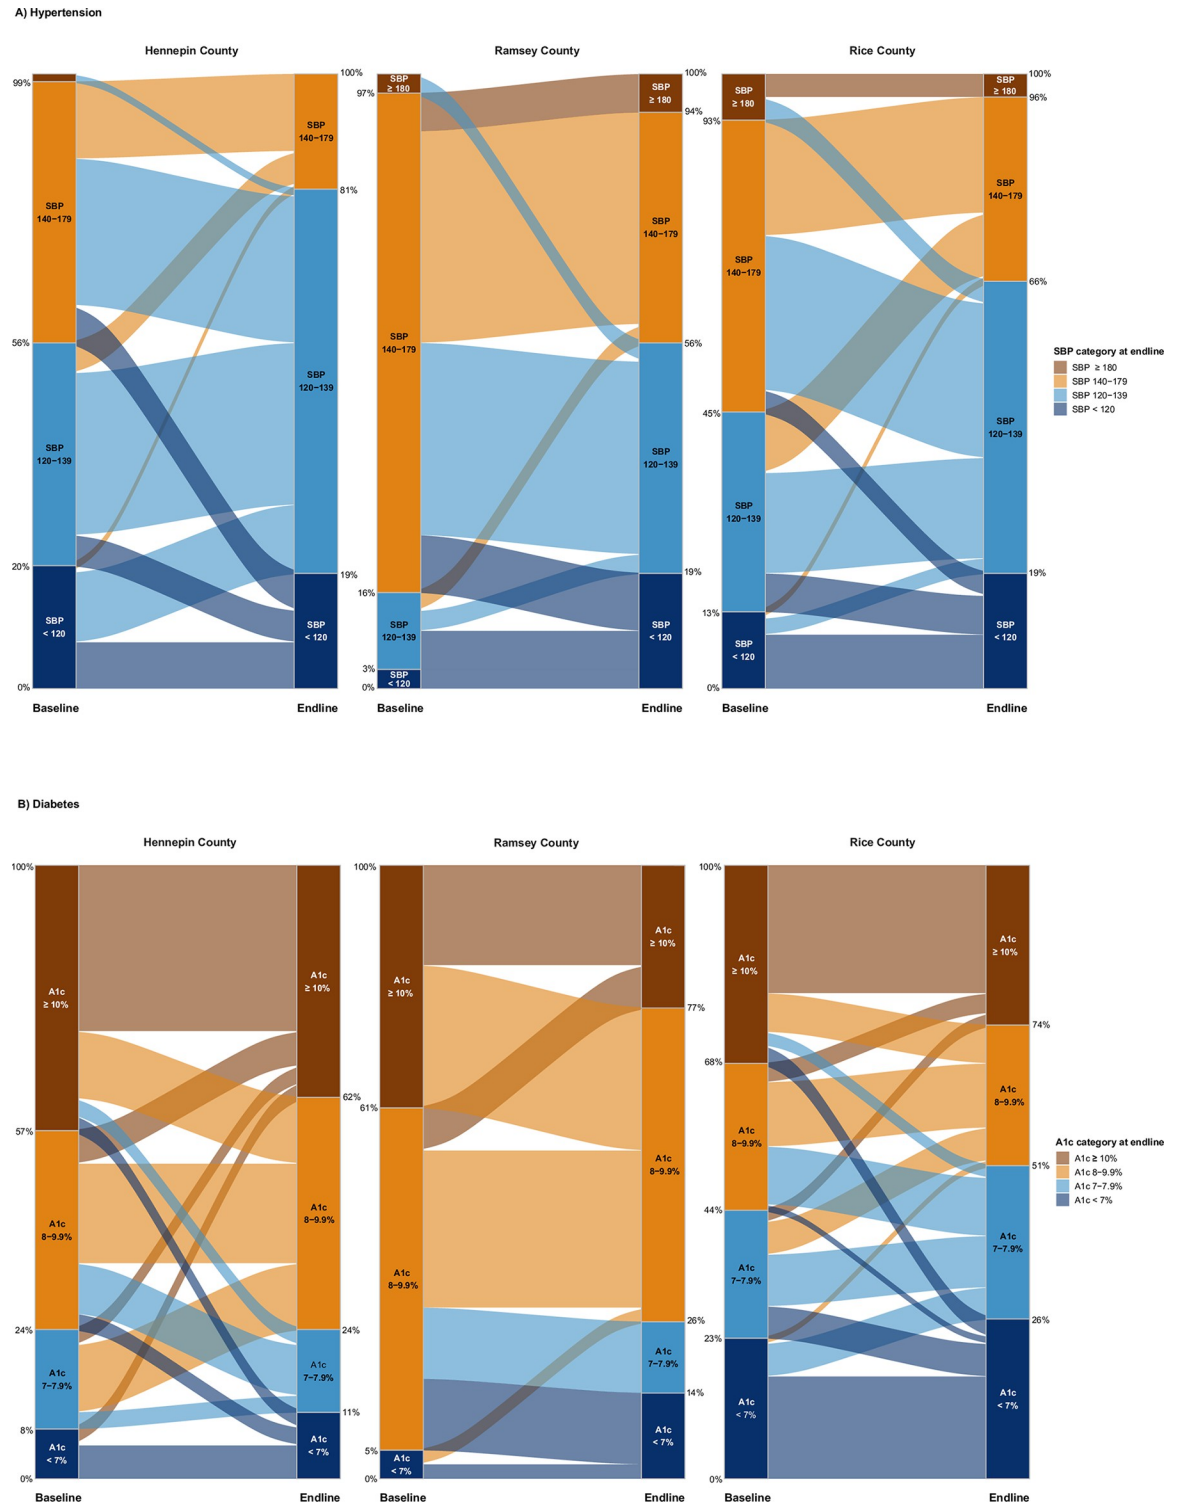 A) Hypertension
Hennepin County
Ramsey County
Rice County
99%
56%
20%
0%
SBP
140–179
SBP
120–139
SBP
< 120
SBP
140–179
SBP
120–139
SBP
< 120
100%
81%
19%
Baseline
Endline
97%
16%
3%
0%
SBP
≥ 180
SBP
140–179
SBP
120–139
SBP
< 120
SBP
≥ 180
SBP
140–179
SBP
120–139
SBP
< 120
100%
94%
56%
19%
Baseline
Endline
93%
45%
13%
0%
SBP
≥ 180
SBP
140–179
SBP
120–139
SBP
< 120
SBP
≥ 180
SBP
140–179
SBP
120–139
SBP
< 120
100%
96%
66%
19%
Baseline
Endline
SBP category at endline
SBP ≥ 180
SBP 140–179
SBP 120–139
SBP < 120
B) Diabetes
Hennepin County
Ramsey County
Rice County
100%
57%
24%
8%
0%
A1c
≥ 10%
A1c
8–9.9%
A1c
7–7.9%
A1c
< 7%
A1c
≥ 10%
A1c
8–9.9%
A1c
7–7.9%
A1c
< 7%
62%
24%
11%
Baseline
Endline
100%
61%
5%
0%
A1c
≥ 10%
A1c
8–9.9%
A1c
< 7%
A1c
≥ 10%
A1c
8–9.9%
A1c
7–7.9%
A1c
< 7%
77%
26%
14%
Baseline
Endline
100%
68%
44%
23%
0%
A1c
≥ 10%
A1c
8–9.9%
A1c
7–7.9%
A1c
< 7%
A1c
≥ 10%
A1c
8–9.9%
A1c
7–7.9%
A1c
< 7%
74%
51%
26%
Baseline
Endline
A1c category at endline
A1c ≥ 10%
A1c 8–9.9%
A1c 7–7.9%
A1c < 7%